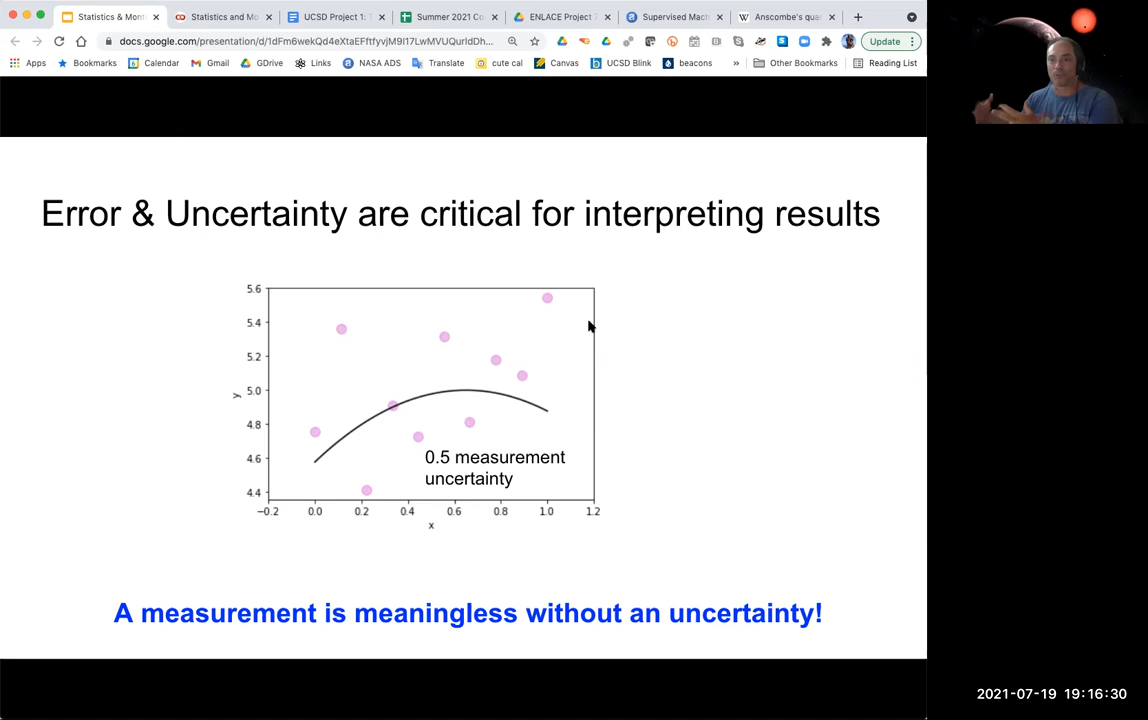 Statistics & Mont
Statistics and Mo
UCSD Project 1: T
Summer 2021 Co
ENLACE Project 7
Supervised Mach
Anscombe's qua
docs.google.com/presentation/d/1dFm6wekQd4eXtaEFftfyvjM9I17LwMVUQurIdDh...
Update
Apps
Bookmarks
Calendar
Gmail
GDrive
Links
NASA ADS
Translate
cute cal
Canvas
UCSD Blink
beacons
»
Other Bookmarks
Reading List
Error & Uncertainty are critical for interpreting results
5.6
5.4
5.2
5.0
4.8
4.6
4.4
y
0.5 measurement
uncertainty
−0.2 0.0 0.2 0.4 0.6 0.8 1.0 1.2
x
A measurement is meaningless without an uncertainty!
2021-07-19 19:16:30